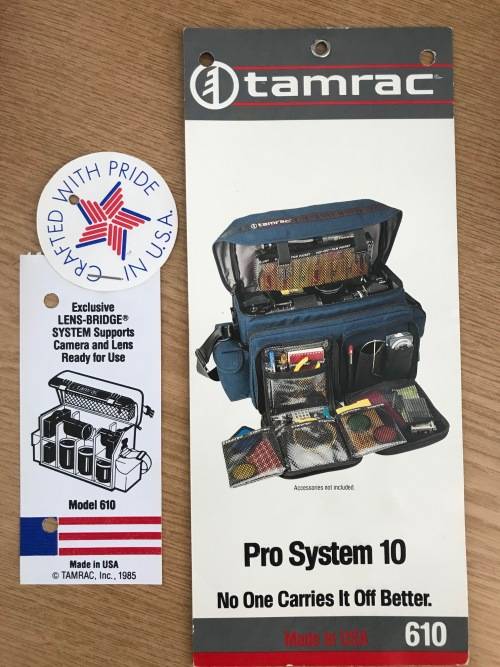 CRAFTED WITH PRIDE
IN U.S.A.
Exclusive
LENS-BRIDGE®
SYSTEM Supports
Camera and Lens
Ready for Use
TAMRAC
Model 610
Made in USA
© TAMRAC, Inc., 1985
tamrac
tamrac
Accessories not included.
Pro System 10
No One Carries It Off Better.
Made in USA
610